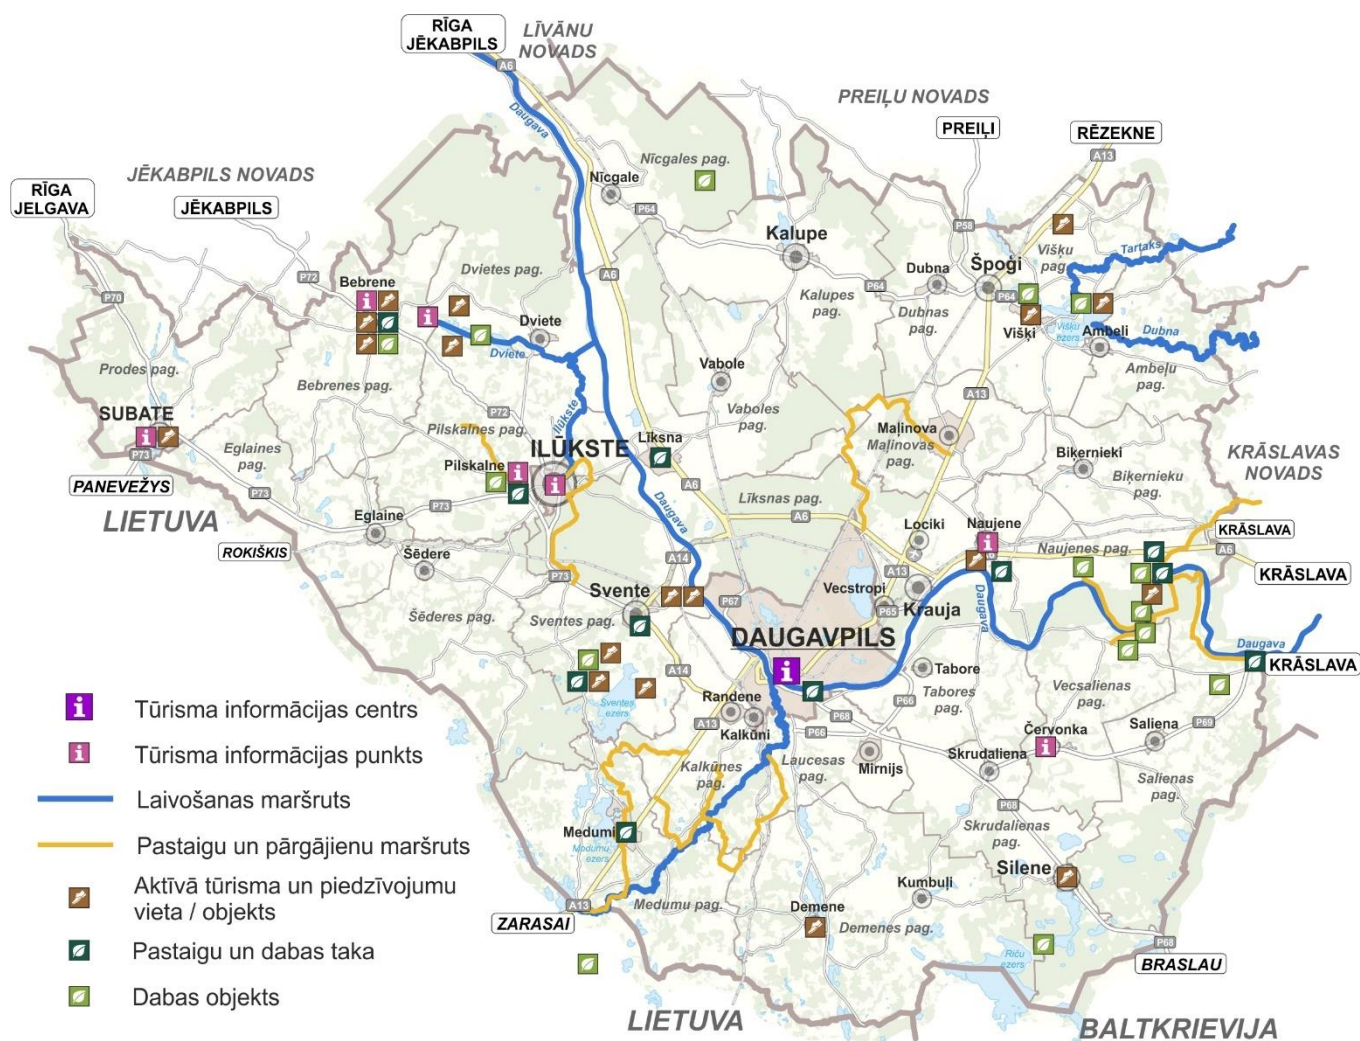 RĪGA
JĒKABPILS
LĪVĀNU
NOVADS
A6
Daugava
PREIĻU NOVADS
PREIĻI
RĒZEKNE
A13
JĒKABPILS NOVADS
RĪGA
JELGAVA
JĒKABPILS
Nīcgales pag.
Nīcgale
P64
P58
Kalupe
Višķu
pag.
Tartaks
Dvietes pag.
P72
Bebrene
P70
A6
Dubna
Špoģi
P64
Kalupes
pag.
P64
Dubnas
pag.
Višķi
Višķu
ezers
Ambeļi
Dubna
Dviete
Dviete
Vabole
Ambeļu
pag.
Prodes pag.
Bebrenes pag.
A13
SUBATE
P72
Ilūkste
Vaboles
pag.
Pilskalnes pag.
Eglaines
pag.
P73
Līksna
Maļinova
Maļinovas
pag.
ILŪKSTE
Pilskalne
KRĀSLAVAS
NOVADS
Biķernieki
Biķernieku pag.
PANEVEŽYS
P73
P73
A6
Līksnas pag.
Daugava
LIETUVA
Eglaine
A6
Lociki
Naujene
KRĀSLAVA
A6
ROKIŠKIS
Šēdere
A14
Naujenes pag.
A13
KRĀSLAVA
P73
Svente
P67
Vecstropi
P65
Krauja
Daugava
Šēderes pag.
Sventes pag.
DAUGAVPILS
Daugava
KRĀSLAVA
A14
Tabore
Tabores
pag.
Vecsalienas
pag.
Sventes
ezers
Randene
P66
P68
A13
Kalkūni
P66
Červonka
Saliena
P69
Tūrisma informācijas centrs
Tūrisma informācijas punkts
Kalkūnes
pag.
Laucesas
pag.
Mirnijs
Skrudaliena
Salienas
pag.
Laivošanas maršruts
P68
Skrudalienas
pag.
Medumi
Medumu
ezers
Pastaigu un pārgājienu maršruts
Silene
Aktīvā tūrisma un piedzīvojumu
vieta / objekts
Kumbuļi
A13
ZARASAI
Medumu pag.
Demene
Demenes pag.
Pastaigu un dabas taka
P68
Riču
ezers
BRASLAU
Dabas objekts
LIETUVA
BALTKRIEVIJA